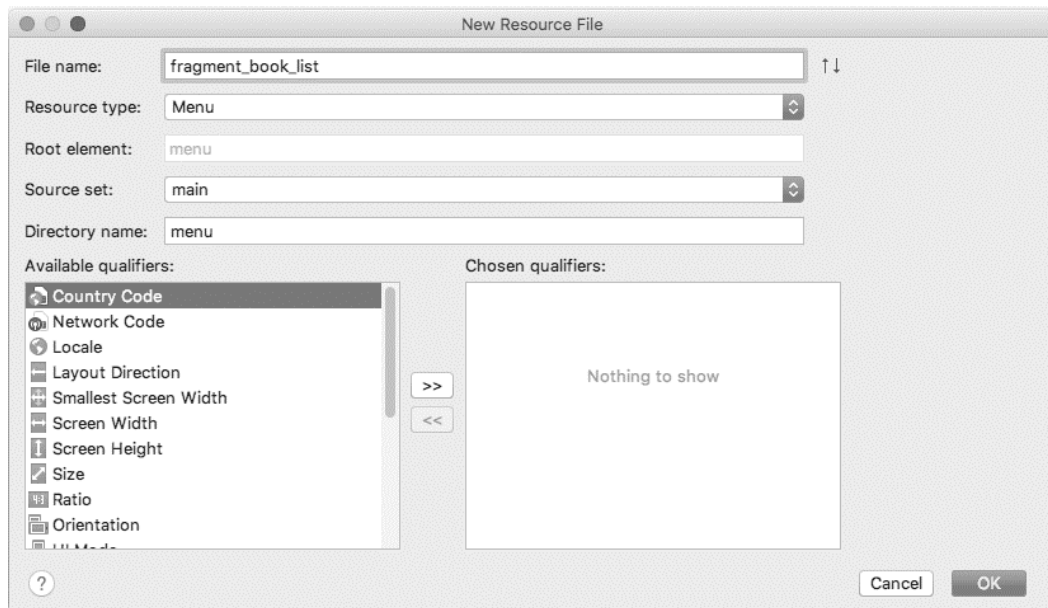 New Resource File
File name: fragment_book_list ↑↓
Resource type: Menu
Root element: menu
Source set: main
Directory name: menu
Available qualifiers: Chosen qualifiers:
Country Code
Network Code
Locale
Layout Direction
Smallest Screen Width
Screen Width
Screen Height
Size
Ratio
Orientation
UI Mode
Nothing to show
>>
<<
? Cancel OK